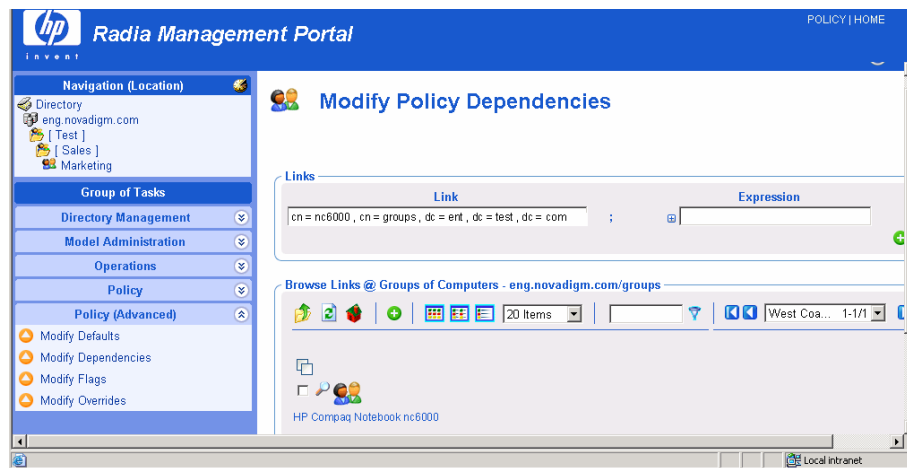 POLICY | HOME
hp
invent
Radia Management Portal
Navigation (Location)
Directory
eng.novadigm.com
[ Test ]
[ Sales ]
Marketing
Group of Tasks
Directory Management
Model Administration
Operations
Policy
Policy (Advanced)
Modify Defaults
Modify Dependencies
Modify Flags
Modify Overrides
Modify Policy Dependencies
Links
Link Expression
cn = nc6000 , cn = groups , dc = ent , dc = test , dc = com ;
Browse Links @ Groups of Computers - eng.novadigm.com/groups
20 Items West Coa... 1-1/1
HP Compaq Notebook nc6000
Local intranet